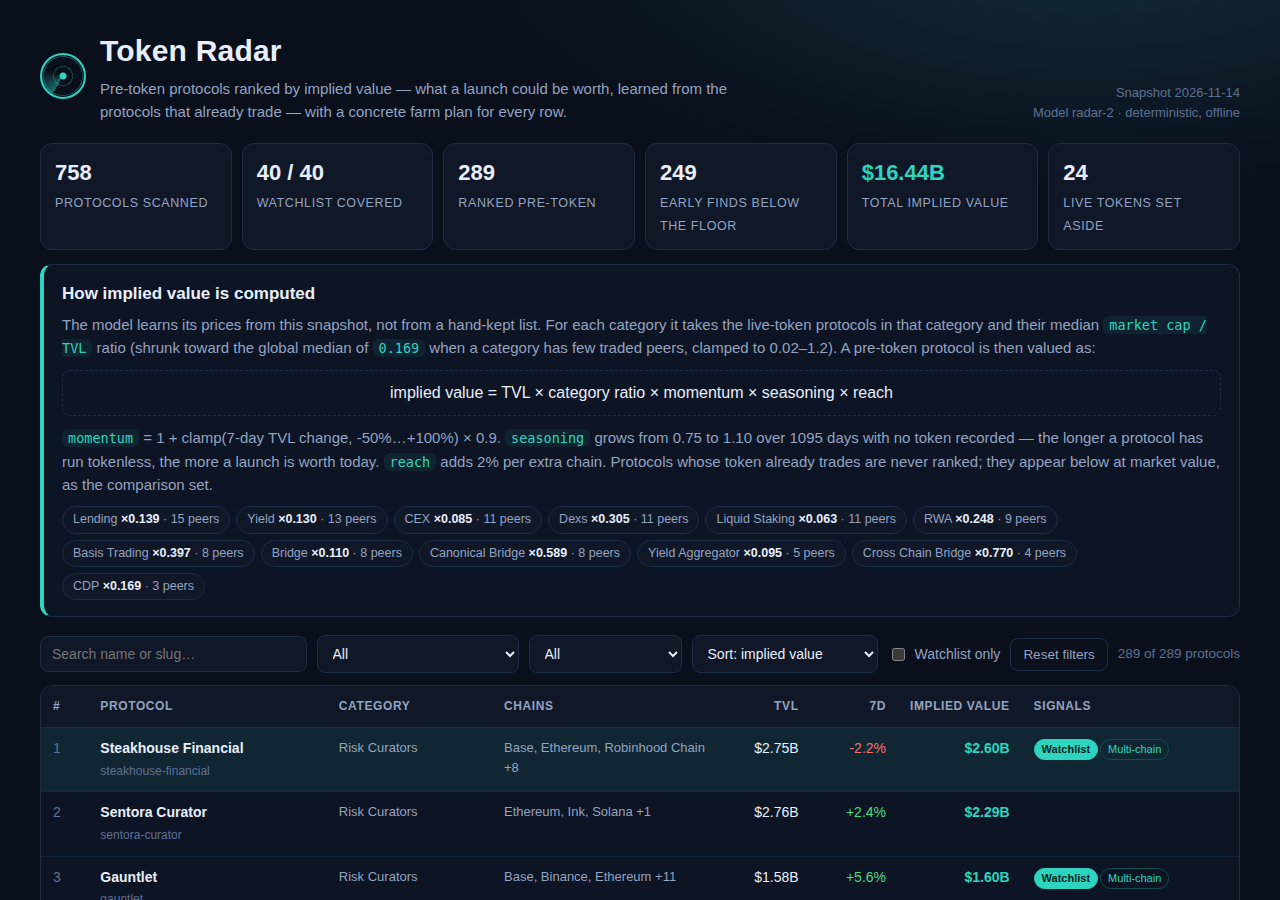 Token Radar
Pre-token protocols ranked by implied value — what a launch could be worth, learned from the
protocols that already trade — with a concrete farm plan for every row.
Snapshot 2026-11-14
Model radar-2 · deterministic, offline
758
PROTOCOLS SCANNED
40 / 40
WATCHLIST COVERED
289
RANKED PRE-TOKEN
249
EARLY FINDS BELOW
THE FLOOR
$16.44B
TOTAL IMPLIED VALUE
24
LIVE TOKENS SET
ASIDE
How implied value is computed
The model learns its prices from this snapshot, not from a hand-kept list. For each category it takes the live-token protocols in that category and their median market cap /
TVL ratio (shrunk toward the global median of 0.169 when a category has few traded peers, clamped to 0.02–1.2). A pre-token protocol is then valued as:
implied value = TVL × category ratio × momentum × seasoning × reach
momentum = 1 + clamp(7-day TVL change, -50%…+100%) × 0.9. seasoning grows from 0.75 to 1.10 over 1095 days with no token recorded — the longer a protocol has
run tokenless, the more a launch is worth today. reach adds 2% per extra chain. Protocols whose token already trades are never ranked; they appear below at market value,
as the comparison set.
Lending ×0.139 · 15 peers Yield ×0.130 · 13 peers CEX ×0.085 · 11 peers Dexs ×0.305 · 11 peers Liquid Staking ×0.063 · 11 peers RWA ×0.248 · 9 peers
Basis Trading ×0.397 · 8 peers Bridge ×0.110 · 8 peers Canonical Bridge ×0.589 · 8 peers Yield Aggregator ×0.095 · 5 peers Cross Chain Bridge ×0.770 · 4 peers
CDP ×0.169 · 3 peers
Search name or slug… All All Sort: implied value Watchlist only Reset filters 289 of 289 protocols
# PROTOCOL CATEGORY CHAINS TVL 7D IMPLIED VALUE SIGNALS
1 Steakhouse Financial Risk Curators Base, Ethereum, Robinhood Chain $2.75B -2.2% $2.60B Watchlist Multi-chain
steakhouse-financial +8
2 Sentora Curator Risk Curators Ethereum, Ink, Solana +1 $2.76B +2.4% $2.29B
sentora-curator
3 Gauntlet Risk Curators Base, Binance, Ethereum +11 $1.58B +5.6% $1.60B Watchlist Multi-chain
gauntlet